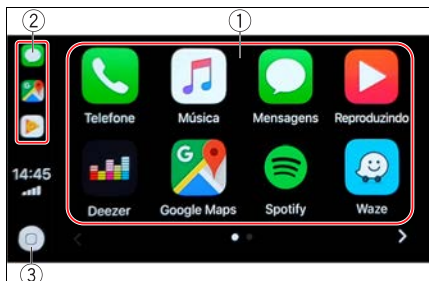 ② ①
Telefone Música Mensagens Reproduzindo
14:45
Deezer Google Maps Spotify Waze
③